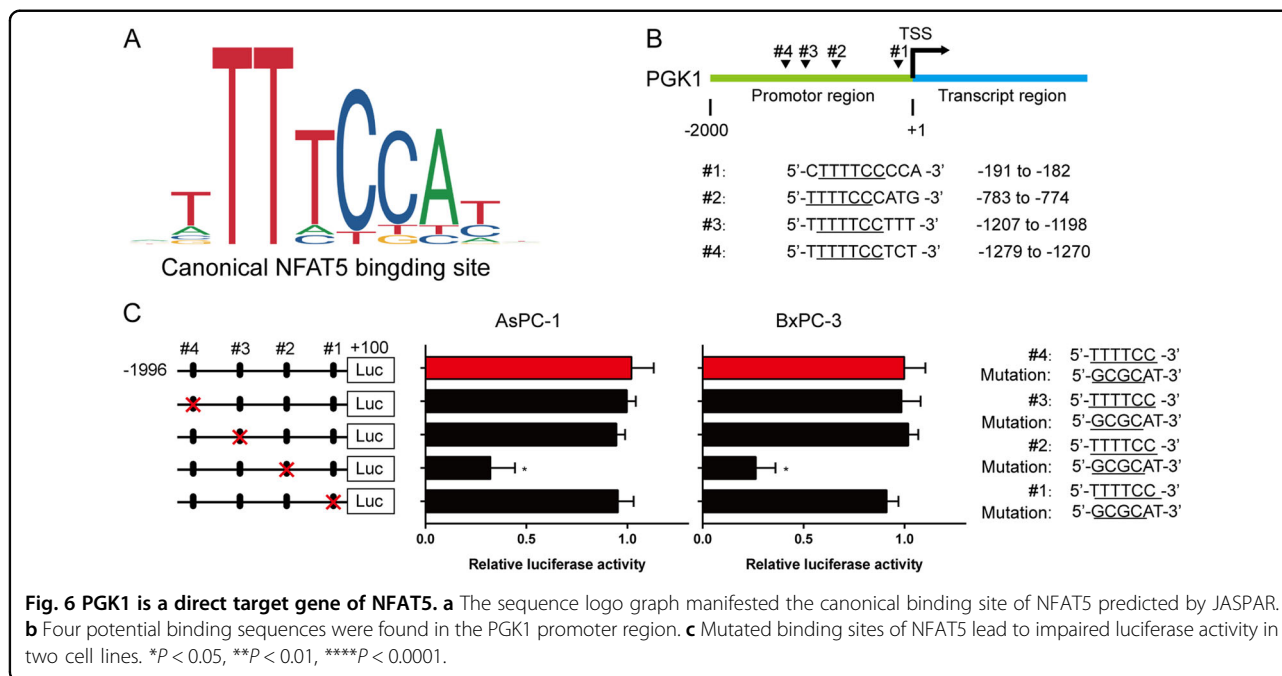 A
Canonical NFAT5 bingding site
B
TSS
#4 #3 #2 #1
PGK1
Promotor region Transcript region
-2000 +1
#1: 5'-CTTTTCCCCA -3' -191 to -182
#2: 5'-TTTTCCCATG -3' -783 to -774
#3: 5'-TTTTTCCTTT -3' -1207 to -1198
#4: 5'-TTTTTCCTCT -3' -1279 to -1270
C
AsPC-1 BxPC-3
#4 #3 #2 #1 +100
-1996 Luc
Luc
Luc
Luc
Luc
*
*
0.0 0.5 1.0
Relative luciferase activity
0.0 0.5 1.0
Relative luciferase activity
#4: 5'-TTTTCC -3'
Mutation: 5'-GCGCAT-3'
#3: 5'-TTTTCC -3'
Mutation: 5'-GCGCAT-3'
#2: 5'-TTTTCC -3'
Mutation: 5'-GCGCAT-3'
#1: 5'-TTTTCC -3'
Mutation: 5'-GCGCAT-3'
Fig. 6 PGK1 is a direct target gene of NFAT5. a The sequence logo graph manifested the canonical binding site of NFAT5 predicted by JASPAR.
b Four potential binding sequences were found in the PGK1 promoter region. c Mutated binding sites of NFAT5 lead to impaired luciferase activity in
two cell lines. *P < 0.05, **P < 0.01, ****P < 0.0001.